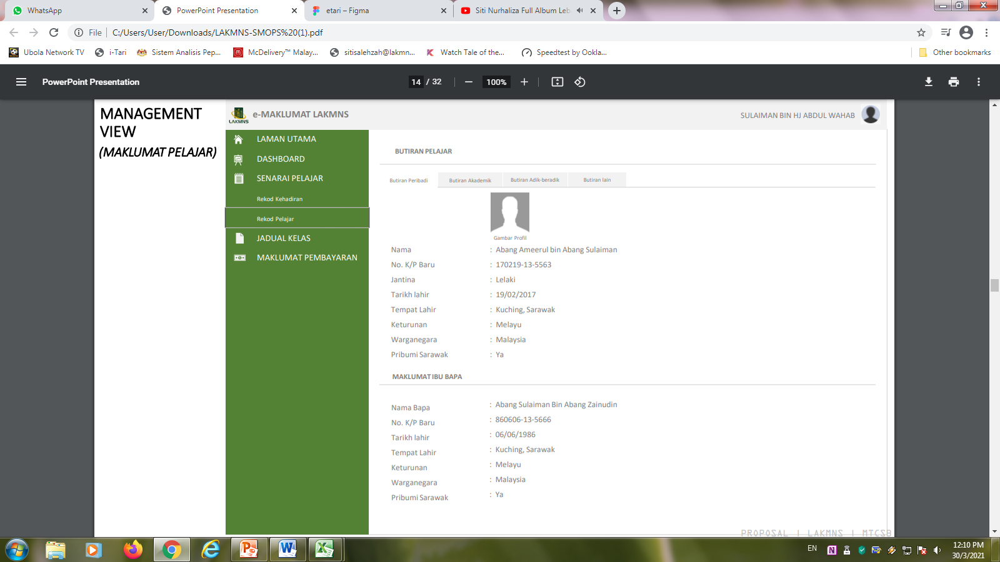 WhatsApp
PowerPoint Presentation
etari – Figma
Siti Nurhaliza Full Album Leb
File
C:/Users/User/Downloads/LAKMNS-SMOPS%20(1).pdf
Ubola Network TV
i-Tari
Sistem Analisis Pep...
McDelivery™ Malay...
sitisalehzah@lakmn...
Watch Tale of the...
Speedtest by Ookla...
Other bookmarks
PowerPoint Presentation
14 / 32
100%
MANAGEMENT
VIEW
(MAKLUMAT PELAJAR)
LAKMNS
e-MAKLUMAT LAKMNS
SULAIMAN BIN HJ ABDUL WAHAB
LAMAN UTAMA
DASHBOARD
SENARAI PELAJAR
Rekod Kehadiran
Rekod Pelajar
JADUAL KELAS
MAKLUMAT PEMBAYARAN
BUTIRAN PELAJAR
Butiran Peribadi
Butiran Akademik
Butiran Adik-beradik
Butiran lain
Gambar Profil
Nama : Abang Ameerul bin Abang Sulaiman
No. K/P Baru : 170219-13-5563
Jantina : Lelaki
Tarikh lahir : 19/02/2017
Tempat Lahir : Kuching, Sarawak
Keturunan : Melayu
Warganegara : Malaysia
Pribumi Sarawak : Ya
MAKLUMAT IBU BAPA
Nama Bapa : Abang Sulaiman Bin Abang Zainudin
No. K/P Baru : 860606-13-5666
Tarikh lahir : 06/06/1986
Tempat Lahir : Kuching, Sarawak
Keturunan : Melayu
Warganegara : Malaysia
Pribumi Sarawak : Ya
PROPOSAL | LAKMNS | MTCSB
EN
12:10 PM
30/3/2021